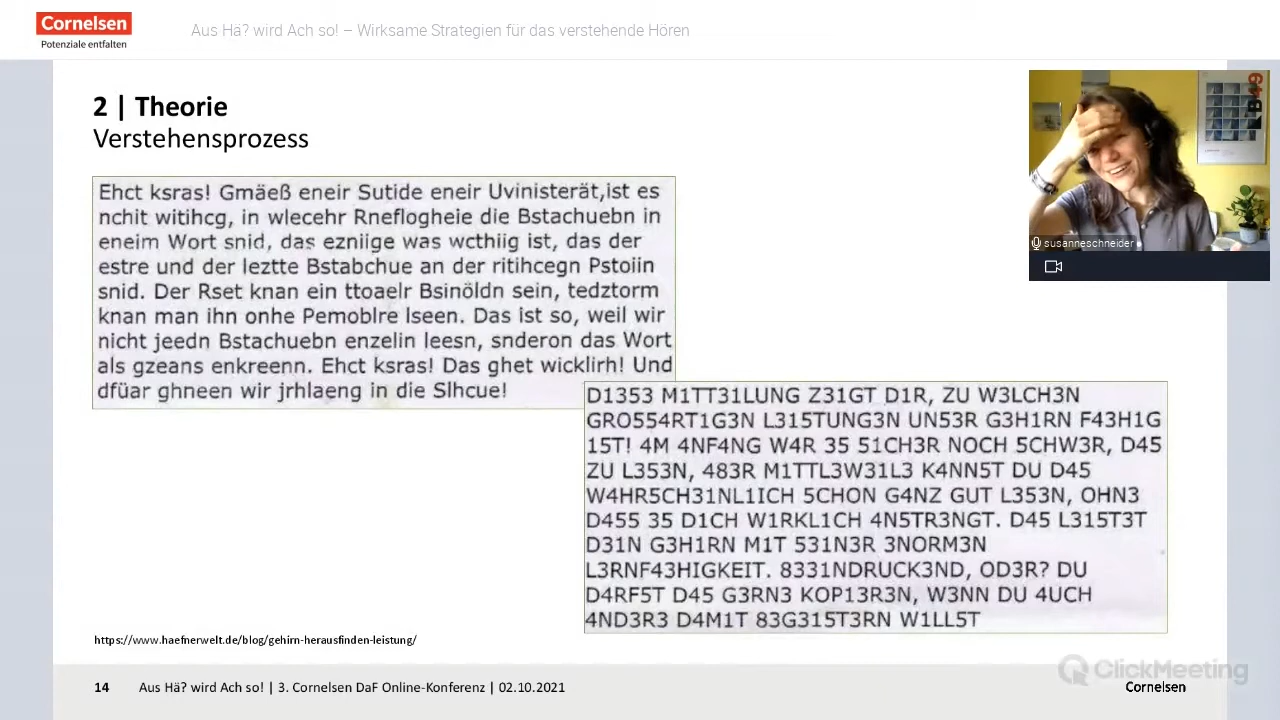 Cornelsen
Potenziale entfalten
Aus Hä? wird Ach so! – Wirksame Strategien für das verstehende Hören
2 | Theorie
Verstehensprozess
Ehct ksras! Gmäeß eneir Sutide eneir Uvinisterät,ist es
nchit witihcg, in wlecehr Rneflogheie die Bstachuebn in
eneim Wort snid, das ezniige was wcthiig ist, das der
estre und der leztte Bstabchue an der ritihcegn Pstoiin
snid. Der Rset knan ein ttoaelr Bsinöldn sein, tedztorm
knan man ihn onhe Pemoblre lseen. Das ist so, weil wir
nicht jeedn Bstachuebn enzelin leesn, snderon das Wort
als gzeans enkreenn. Ehct ksras! Das ghet wicklirh! Und
dfüar ghneen wir jrhlaeng in die Slhcue!
D1353 M1TT31LUNG Z31GT D1R, ZU W3LCH3N
GRO554RT1G3N L315TUNG3N UN53R G3H1RN F43H1G
15T! 4M 4NF4NG W4R 35 51CH3R NOCH 5CHW3R, D45
ZU L353N, 483R M1TTL3W31L3 K4NN5T DU D45
W4HR5CH31NL1ICH 5CHON G4NZ GUT L353N, OHN3
D455 35 D1CH W1RKL1CH 4N5TR3NGT. D45 L315T3T
D31N G3H1RN M1T 531N3R 3NORM3N
L3RNF43HIGKEIT. 8331NDRUCK3ND, OD3R? DU
D4RF5T D45 G3RN3 KOP13R3N, W3NN DU 4UCH
4ND3R3 D4M1T 83G315T3RN W1LL5T
susanneschneider
https://www.haefnerwelt.de/blog/gehirn-herausfinden-leistung/
ClickMeeting
14 Aus Hä? wird Ach so! | 3. Cornelsen DaF Online-Konferenz | 02.10.2021
Cornelsen